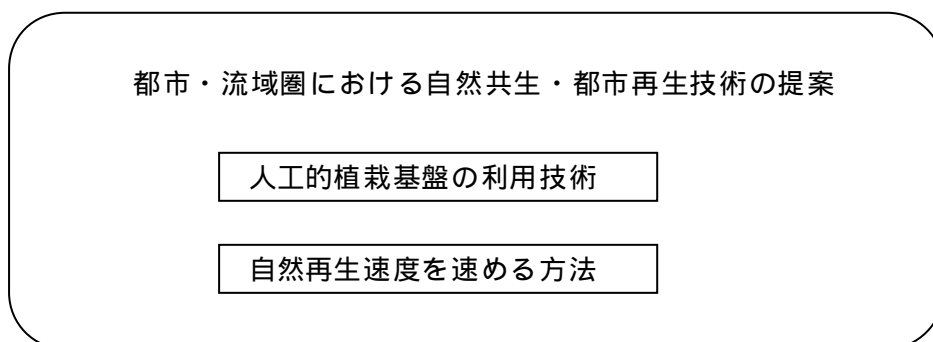 都市・流域圏における自然共生・都市再生技術の提案
人工的植栽基盤の利用技術
自然再生速度を速める方法